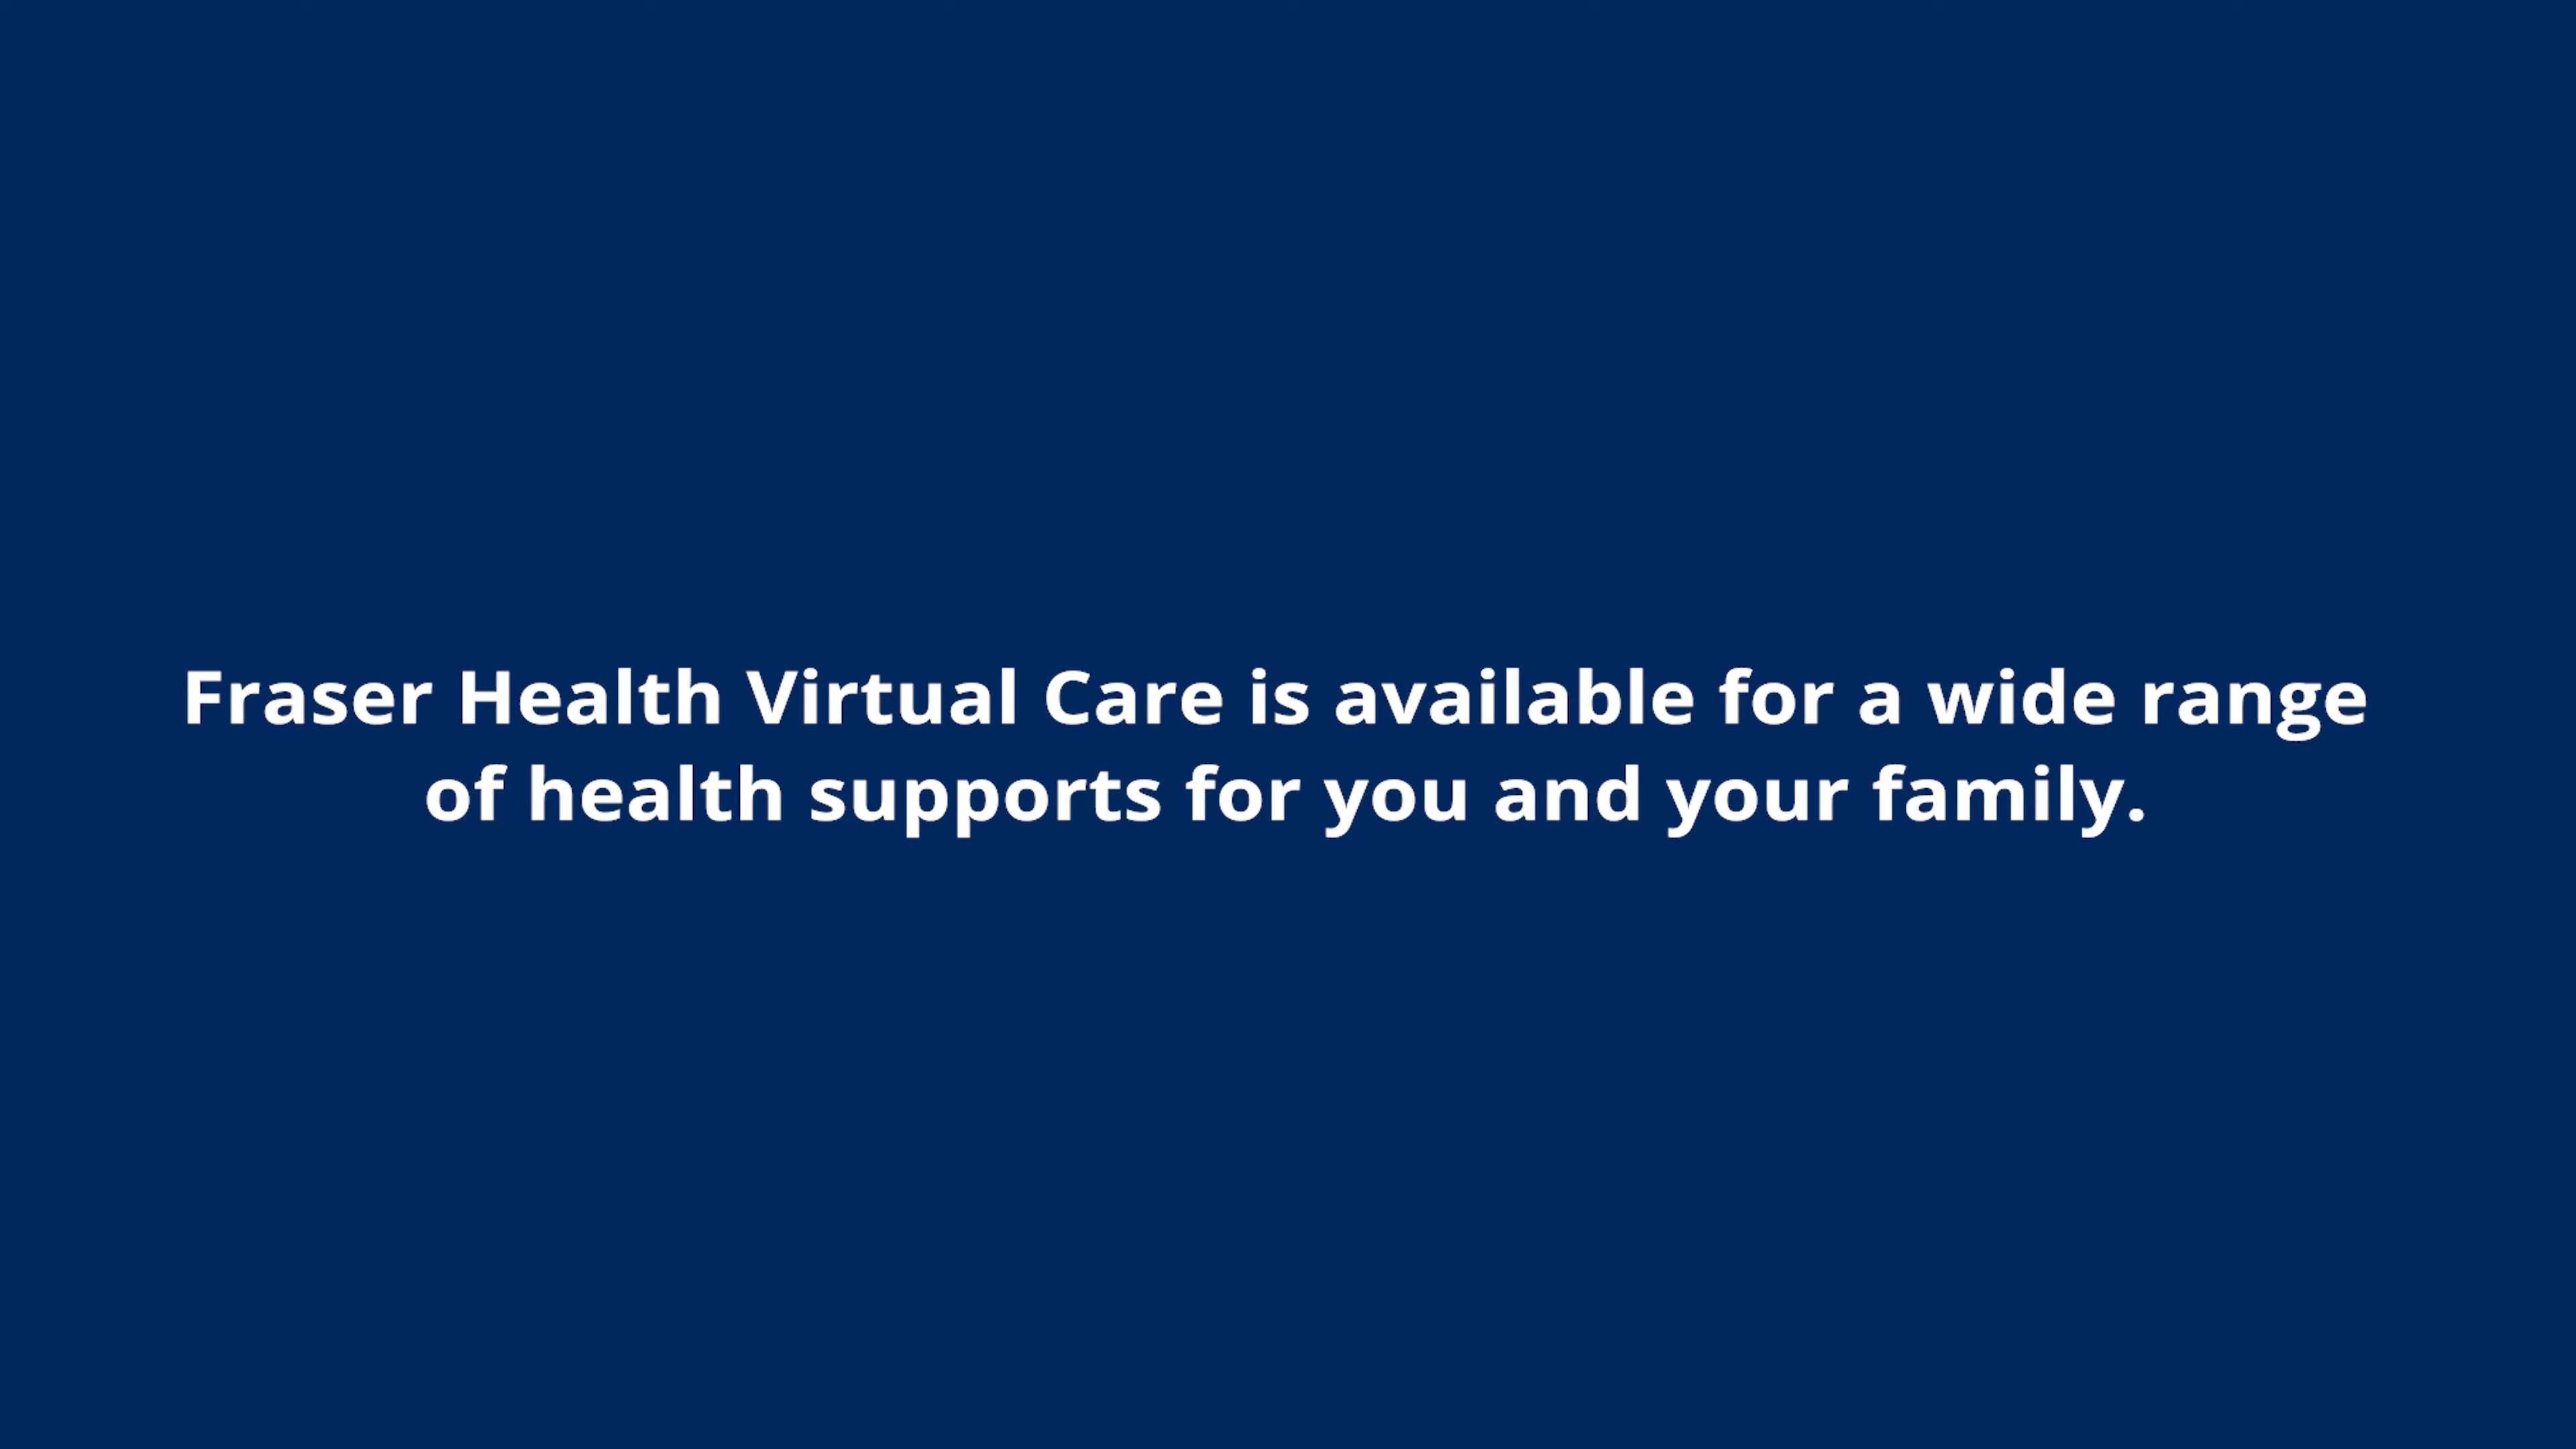 Fraser Health Virtual Care is available for a wide range
of health supports for you and your family.